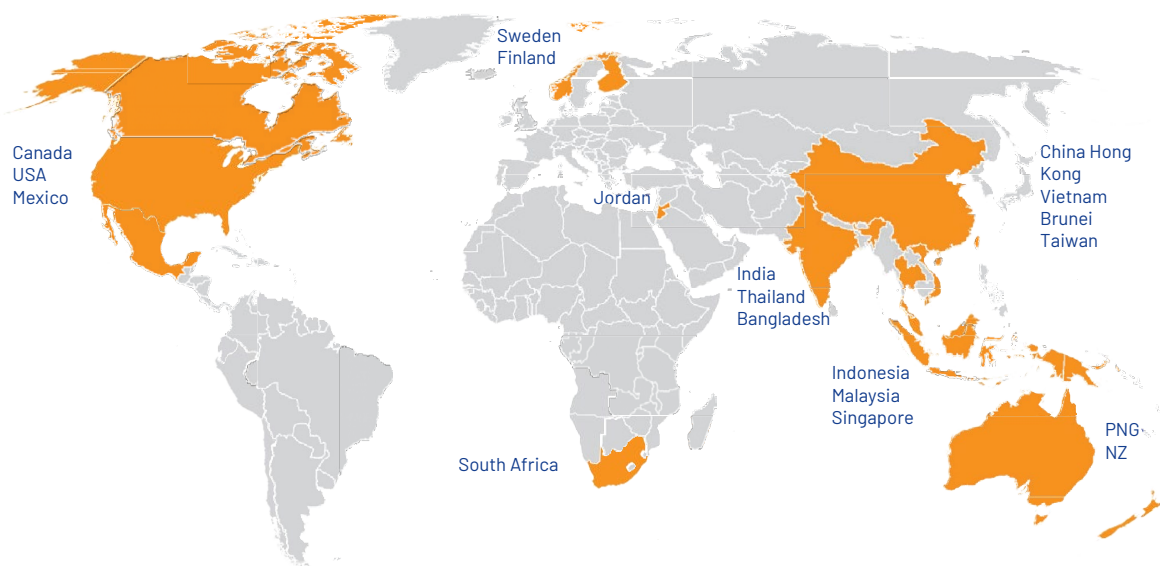 Sweden
Finland
Canada
USA
Mexico
China Hong
Kong
Vietnam
Brunei
Taiwan
Jordan
India
Thailand
Bangladesh
Indonesia
Malaysia
Singapore
PNG
NZ
South Africa